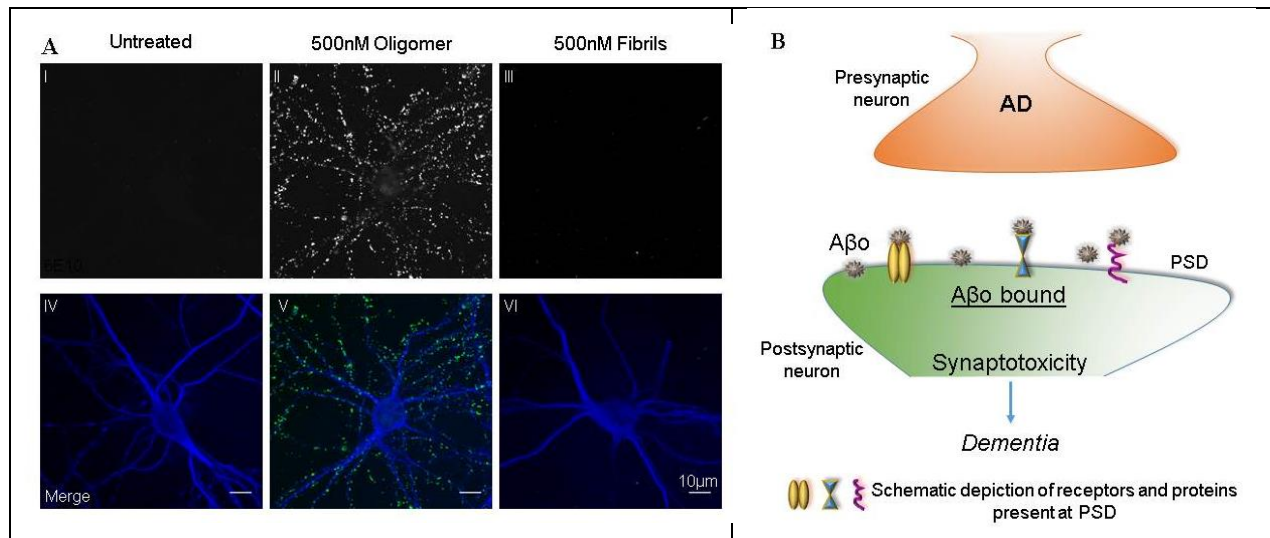 A
Untreated
500nM Oligomer
500nM Fibrils
I
II
III
6E10
IV
V
VI
Merge
10µm
B
Presynaptic
neuron
AD
Aβo
PSD
Aβo bound
Postsynaptic
neuron
Synaptotoxicity
Dementia
Schematic depiction of receptors and proteins
present at PSD